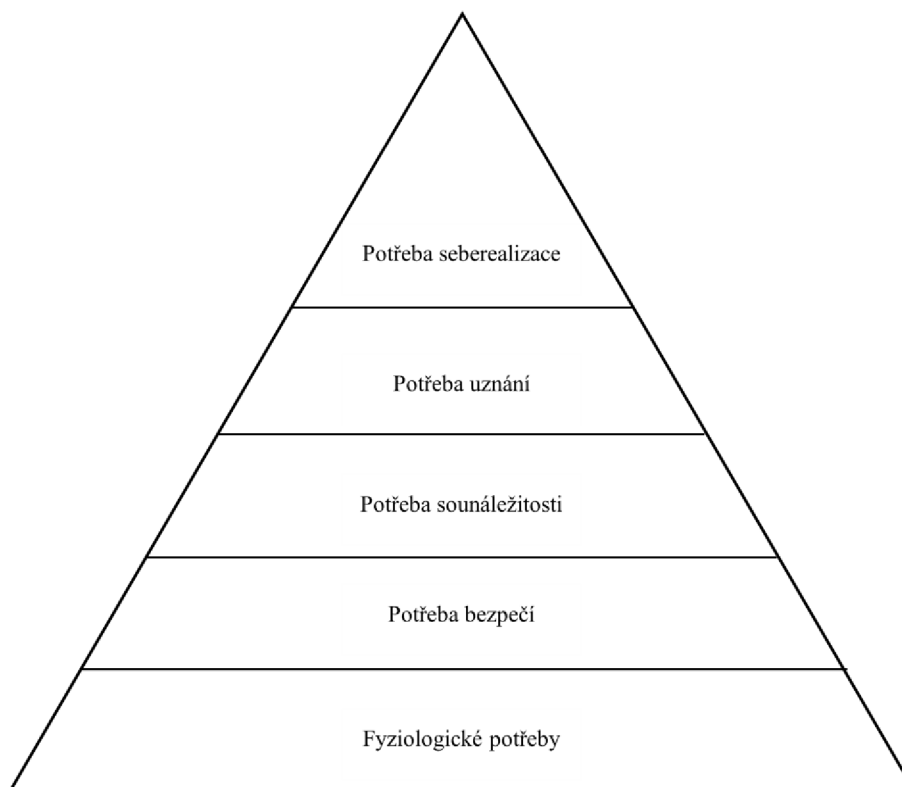 Potřeba seberealizace
Potřeba uznání
Potřeba sounáležitosti
Potřeba bezpečí
Fyziologické potřeby